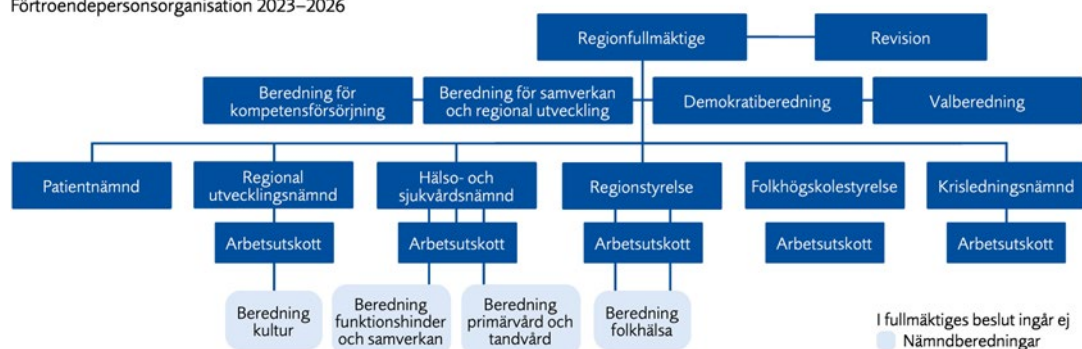 Förtroendepersonsorganisation 2023–2026
Regionfullmäktige
Revision
Beredning för
kompetensförsörjning
Beredning för samverkan
och regional utveckling
Demokratiberedning
Valberedning
Patientnämnd
Regional
utvecklingsnämnd
Hälso- och
sjukvårdsnämnd
Regionstyrelse
Folkhögskolestyrelse
Krisledningsnämnd
Arbetsutskott
Arbetsutskott
Arbetsutskott
Arbetsutskott
Arbetsutskott
Beredning
kultur
Beredning
funktionshinder
och samverkan
Beredning
primärvård och
tandvård
Beredning
folkhälsa
I fullmäktiges beslut ingår ej
Nämndberedningar